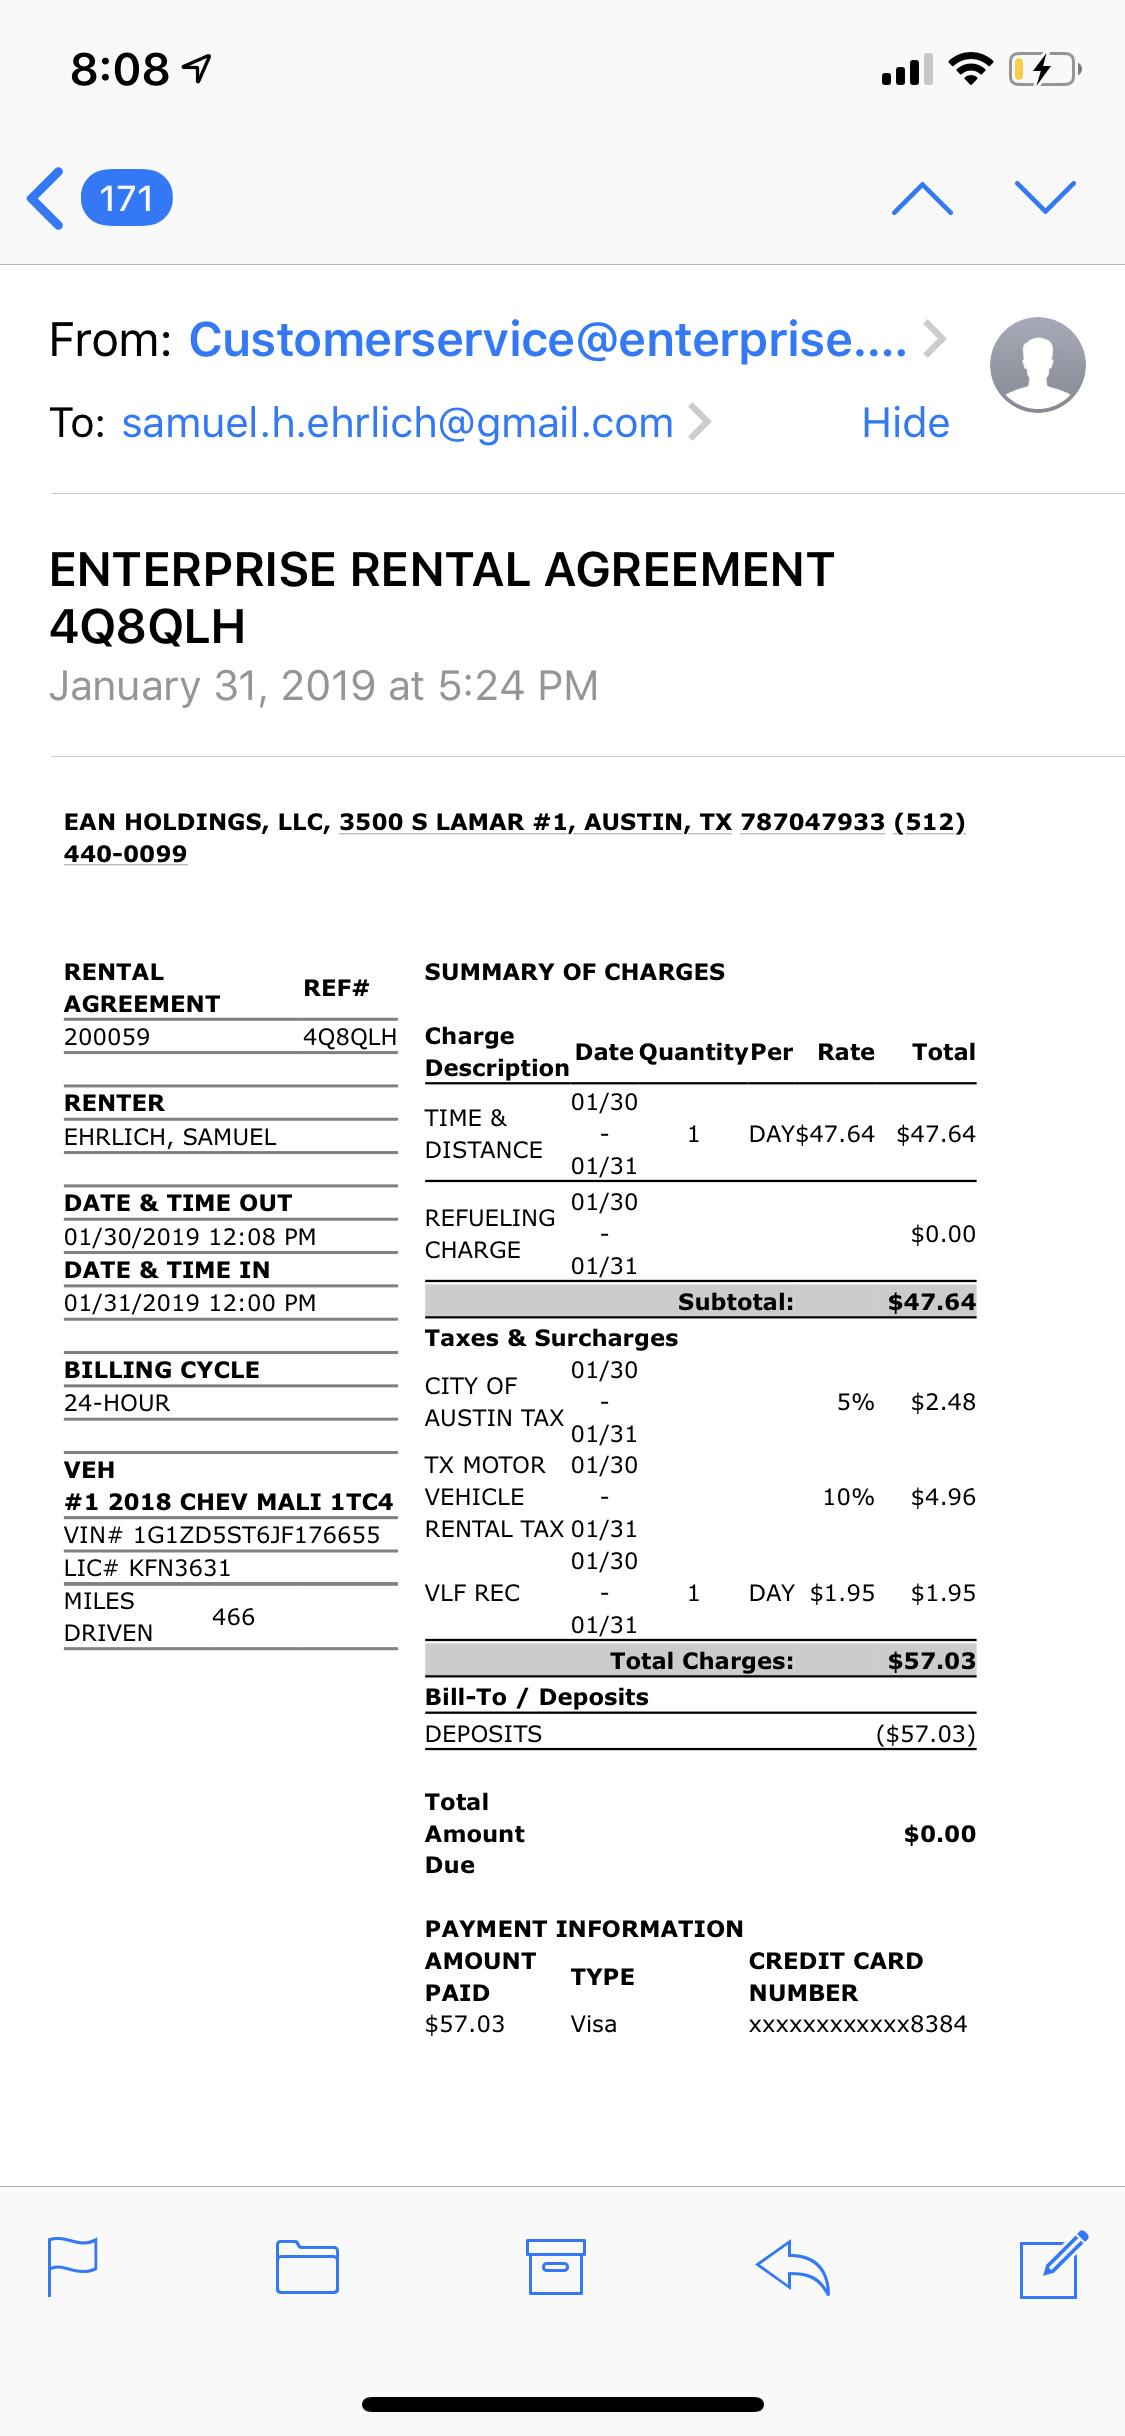 8:08
171
From: Customerservice@enterprise....
To: samuel.h.ehrlich@gmail.com
Hide
ENTERPRISE RENTAL AGREEMENT
4Q8QLH
January 31, 2019 at 5:24 PM
EAN HOLDINGS, LLC, 3500 S LAMAR #1, AUSTIN, TX 787047933 (512)
440-0099
RENTAL
AGREEMENT REF#
200059 4Q8QLH
RENTER
EHRLICH, SAMUEL
DATE & TIME OUT
01/30/2019 12:08 PM
DATE & TIME IN
01/31/2019 12:00 PM
BILLING CYCLE
24-HOUR
VEH
#1 2018 CHEV MALI 1TC4
VIN# 1G1ZD5ST6JF176655
LIC# KFN3631
MILES
DRIVEN 466
SUMMARY OF CHARGES
Charge
Description Date Quantity Per Rate Total
01/30
TIME &
- 1 DAY $47.64 $47.64
DISTANCE
01/31
01/30
REFUELING
- $0.00
CHARGE
01/31
Subtotal: $47.64
Taxes & Surcharges
01/30
CITY OF
- 5% $2.48
AUSTIN TAX
01/31
TX MOTOR 01/30
VEHICLE - 10% $4.96
RENTAL TAX 01/31
01/30
VLF REC - 1 DAY $1.95 $1.95
01/31
Total Charges: $57.03
Bill-To / Deposits
DEPOSITS ($57.03)
Total
Amount $0.00
Due
PAYMENT INFORMATION
AMOUNT
PAID TYPE CREDIT CARD
NUMBER
$57.03 Visa xxxxxxxxxxxx8384